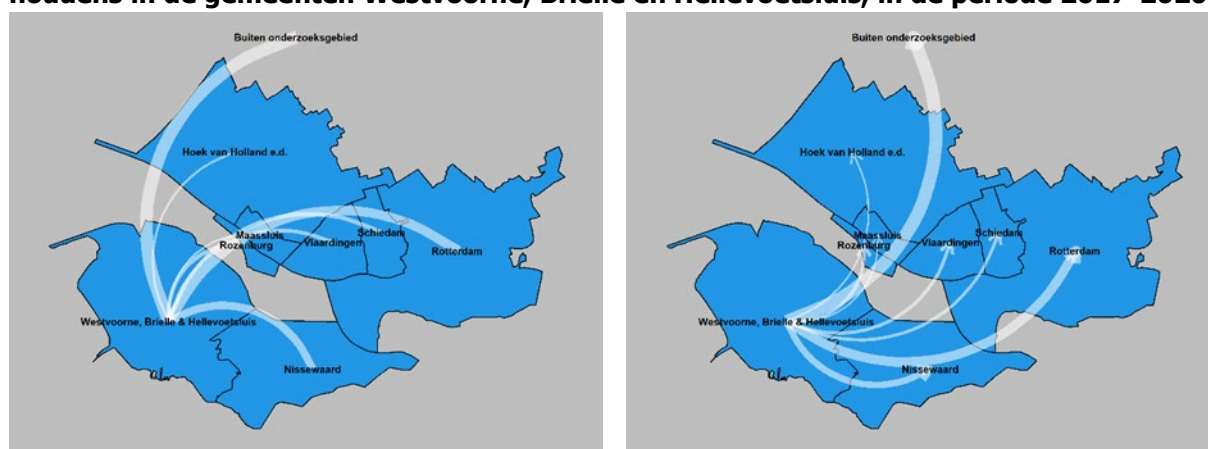 houdens in de gemeenten Westvoorne, Brielle en Hellevoetsluis, in de periode 2017-2020
Buiten onderzoeksgebied
Hoek van Holland e.d.
Maassluis
Rozenburg
Vlaardingen
Schiedam
Rotterdam
Westvoorne, Brielle & Hellevoetsluis
Nissewaard
Buiten onderzoeksgebied
Hoek van Holland e.d.
Maassluis
Rozenburg
Vlaardingen
Schiedam
Rotterdam
Westvoorne, Brielle & Hellevoetsluis
Nissewaard